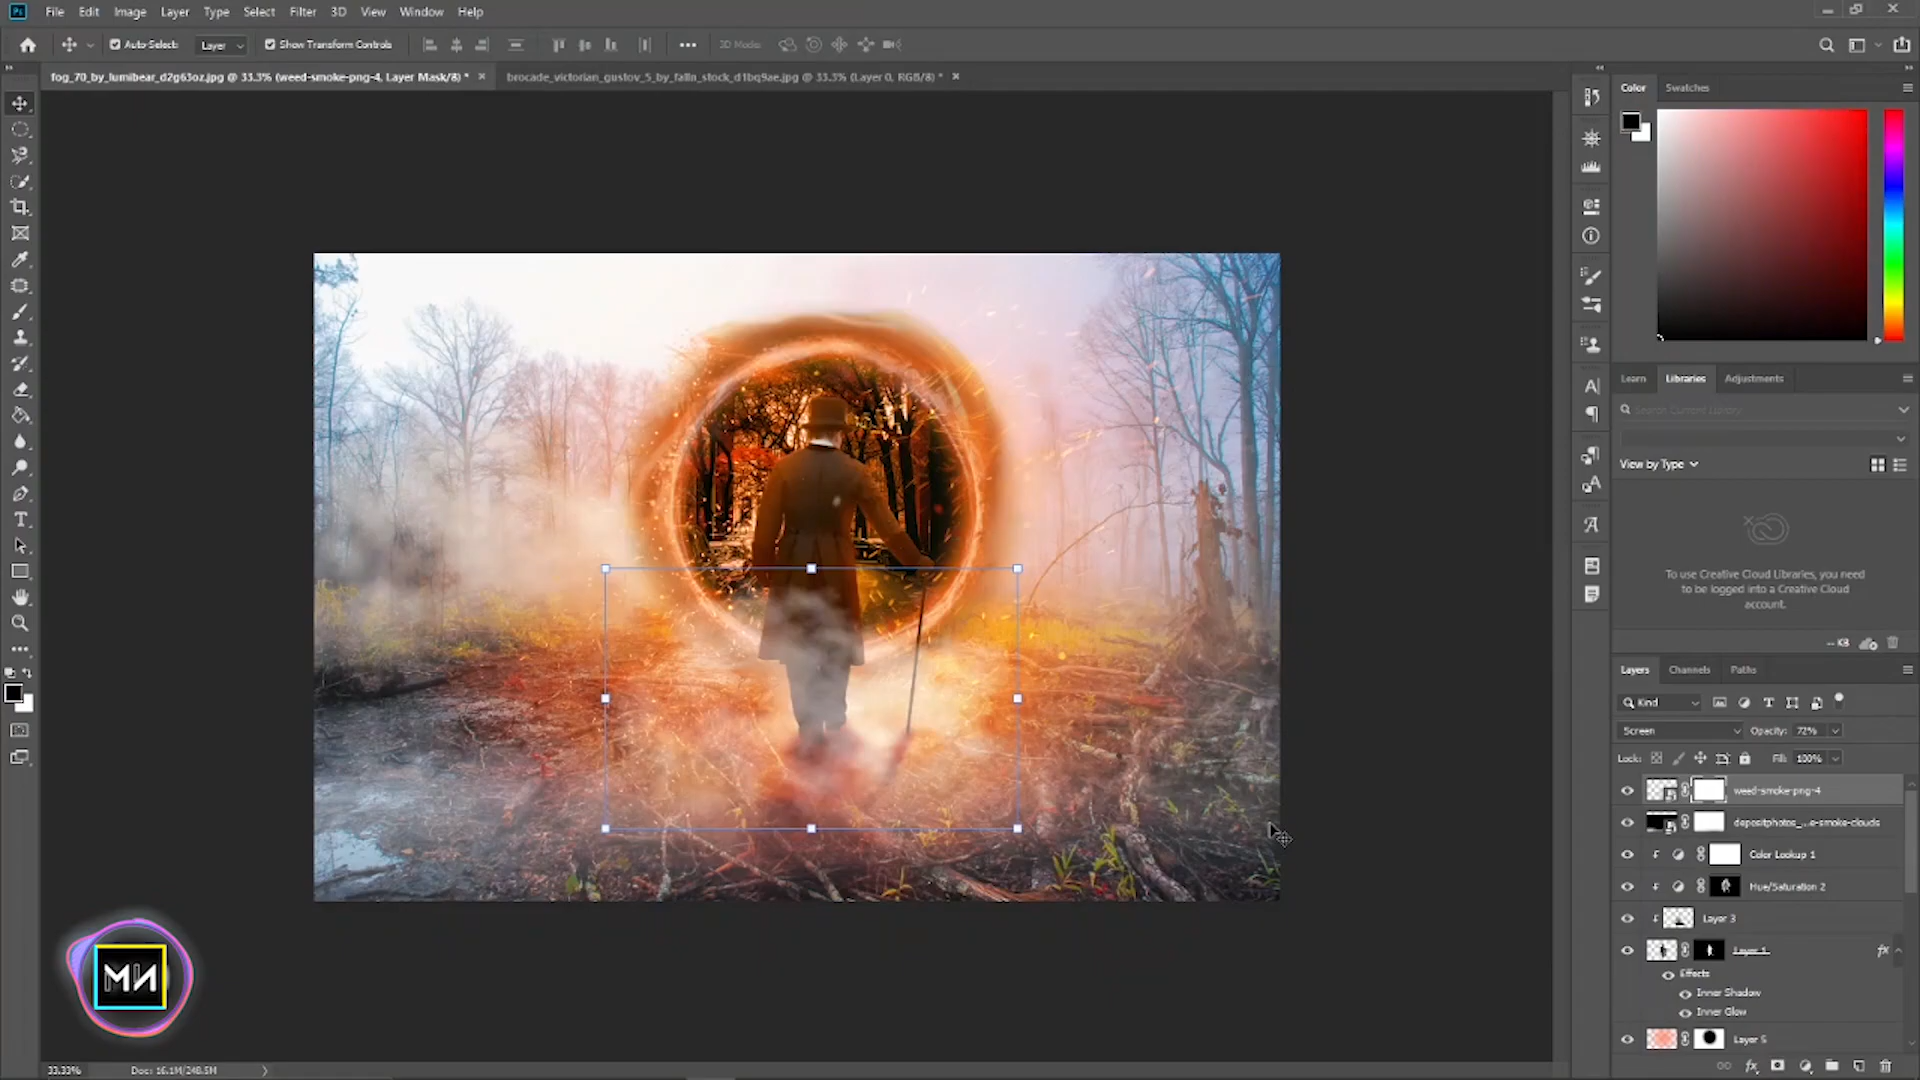 Ps File Edit Image Layer Type Select Filter 3D View Window Help
Auto-Select: Layer Show Transform Controls 3D Mode:
fog_70_by_lumibear_d2g63oz.jpg @ 33.3% (weed-smoke-png-4, Layer Mask/8) * brocade_victorian_gustov_5_by_falln_stock_d1bq9ae.jpg @ 33.3% (Layer 0, RGB/8) *
Color Swatches
Learn Libraries Adjustments
Search Current Library
View by Type
To use Creative Cloud Libraries, you need
to be logged into a Creative Cloud
account.
-- KB
Layers Channels Paths
Kind
Screen Opacity: 72%
Lock: Fill: 100%
weed-smoke-png-4
depositphotos_...e-smoke-clouds
Color Lookup 1
Hue/Saturation 2
Layer 3
Layer 1
fx
Effects
Inner Shadow
Inner Glow
Layer 5
33.33% Doc: 16.1M/248.5M